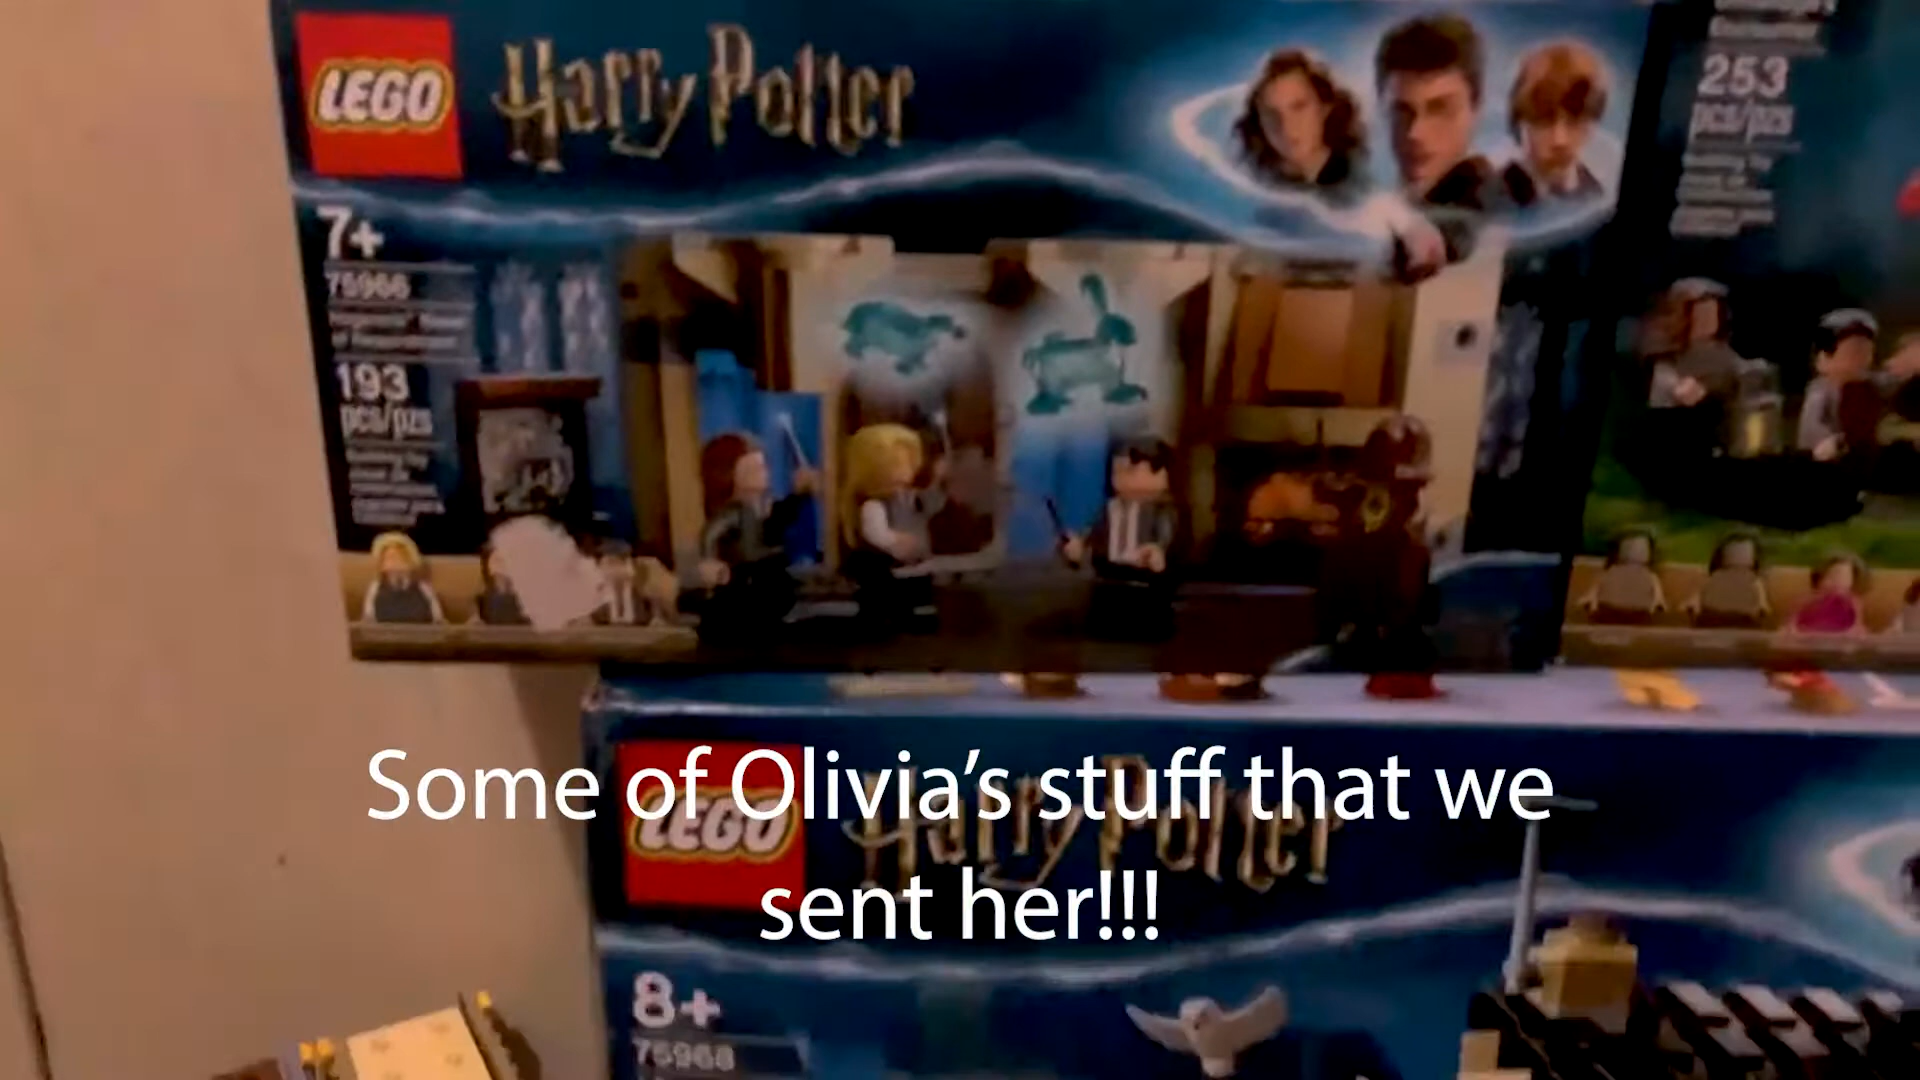 LEGO
Harry Potter
7+
75966
193
pcs/pzs
253
pcs/pzs
LEGO
Harry Potter
Some of Olivia's stuff that we
sent her!!!
8+
75968